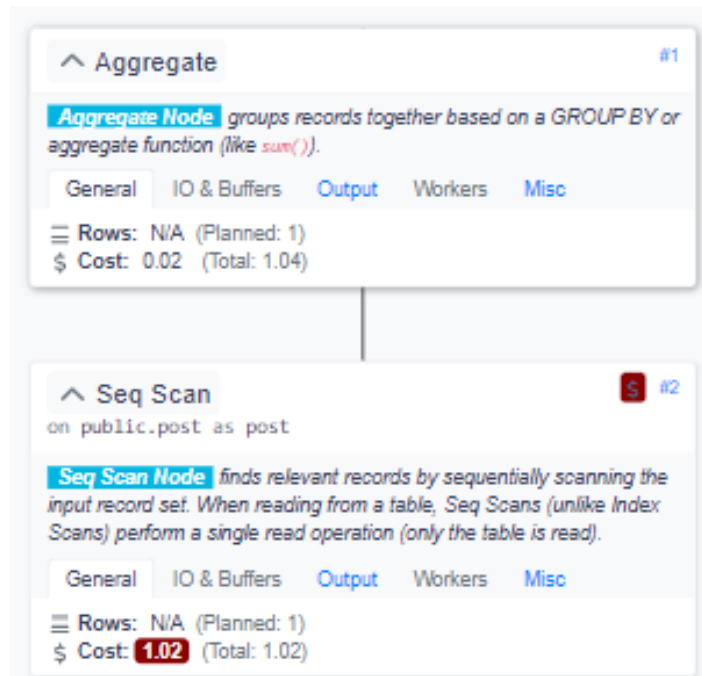 Aggregate #1
Aggregate Node groups records together based on a GROUP BY or
aggregate function (like sum()).
General IO & Buffers Output Workers Misc
Rows: N/A (Planned: 1)
$ Cost: 0.02 (Total: 1.04)
Seq Scan $ #2
on public.post as post
Seq Scan Node finds relevant records by sequentially scanning the
input record set. When reading from a table, Seq Scans (unlike Index
Scans) perform a single read operation (only the table is read).
General IO & Buffers Output Workers Misc
Rows: N/A (Planned: 1)
$ Cost: 1.02 (Total: 1.02)